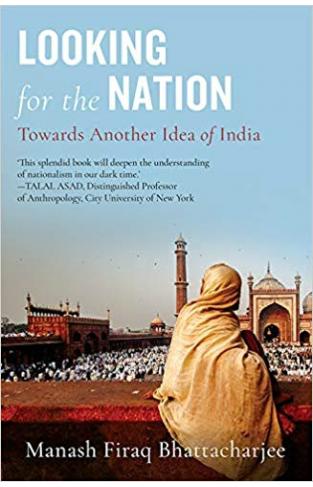 LOOKING
for the NATION
Towards Another Idea of India
'This splendid book will deepen the understanding
of nationalism in our dark time.'
—TALAL ASAD, Distinguished Professor
of Anthropology, City University of New York
Manash Firaq Bhattacharjee